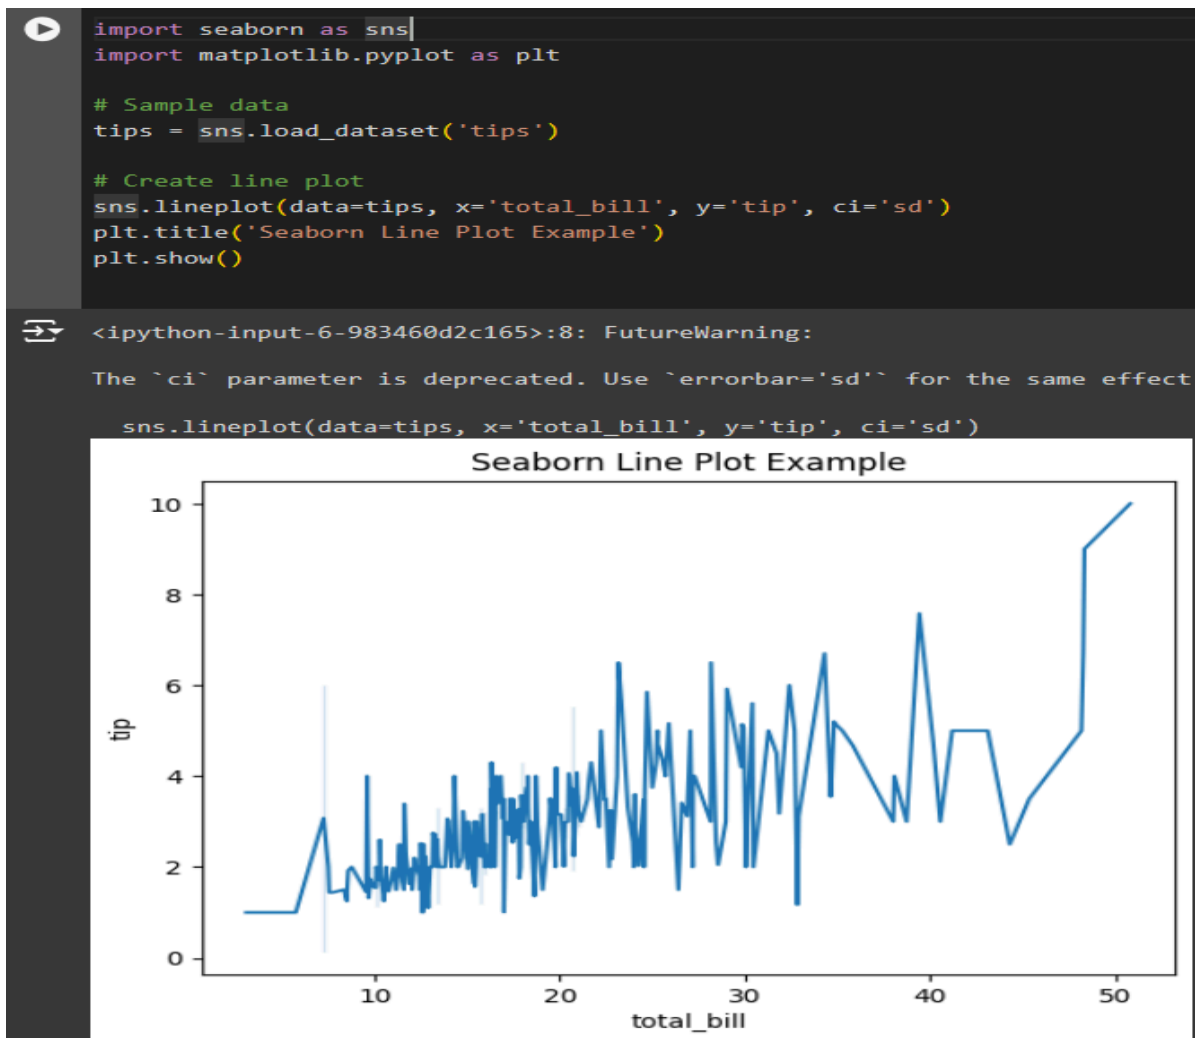 import seaborn as sns
import matplotlib.pyplot as plt
# Sample data
tips = sns.load_dataset('tips')
# Create line plot
sns.lineplot(data=tips, x='total_bill', y='tip', ci='sd')
plt.title('Seaborn Line Plot Example')
plt.show()
<ipython-input-6-983460d2c165>:8: FutureWarning:
The `ci` parameter is deprecated. Use `errorbar='sd'` for the same effect
sns.lineplot(data=tips, x='total_bill', y='tip', ci='sd')
Seaborn Line Plot Example
10
8
6
4
2
0
tip
10 20 30 40 50
total_bill